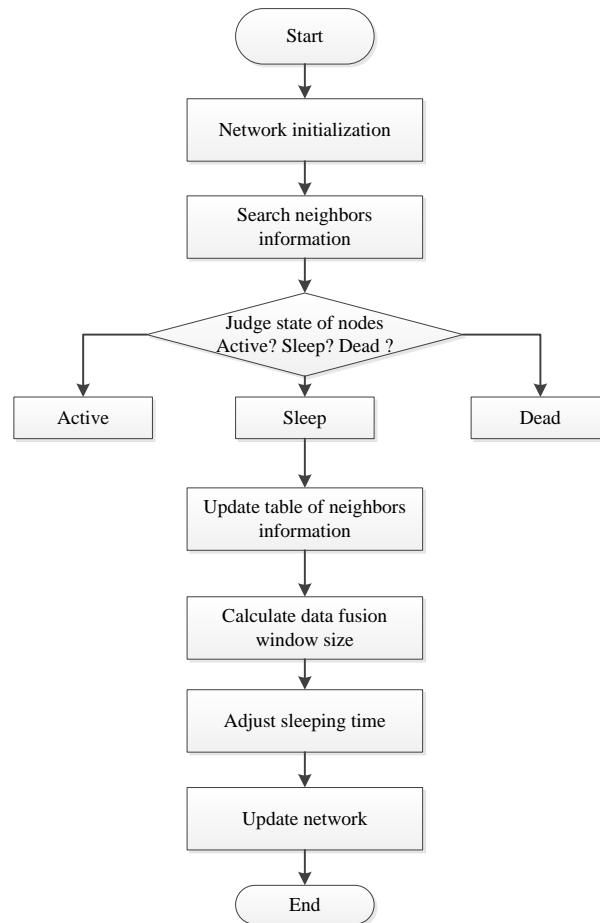 Start
Network initialization
Search neighbors
information
Judge state of nodes
Active? Sleep? Dead ?
Active
Sleep
Dead
Update table of neighbors
information
Calculate data fusion
window size
Adjust sleeping time
Update network
End